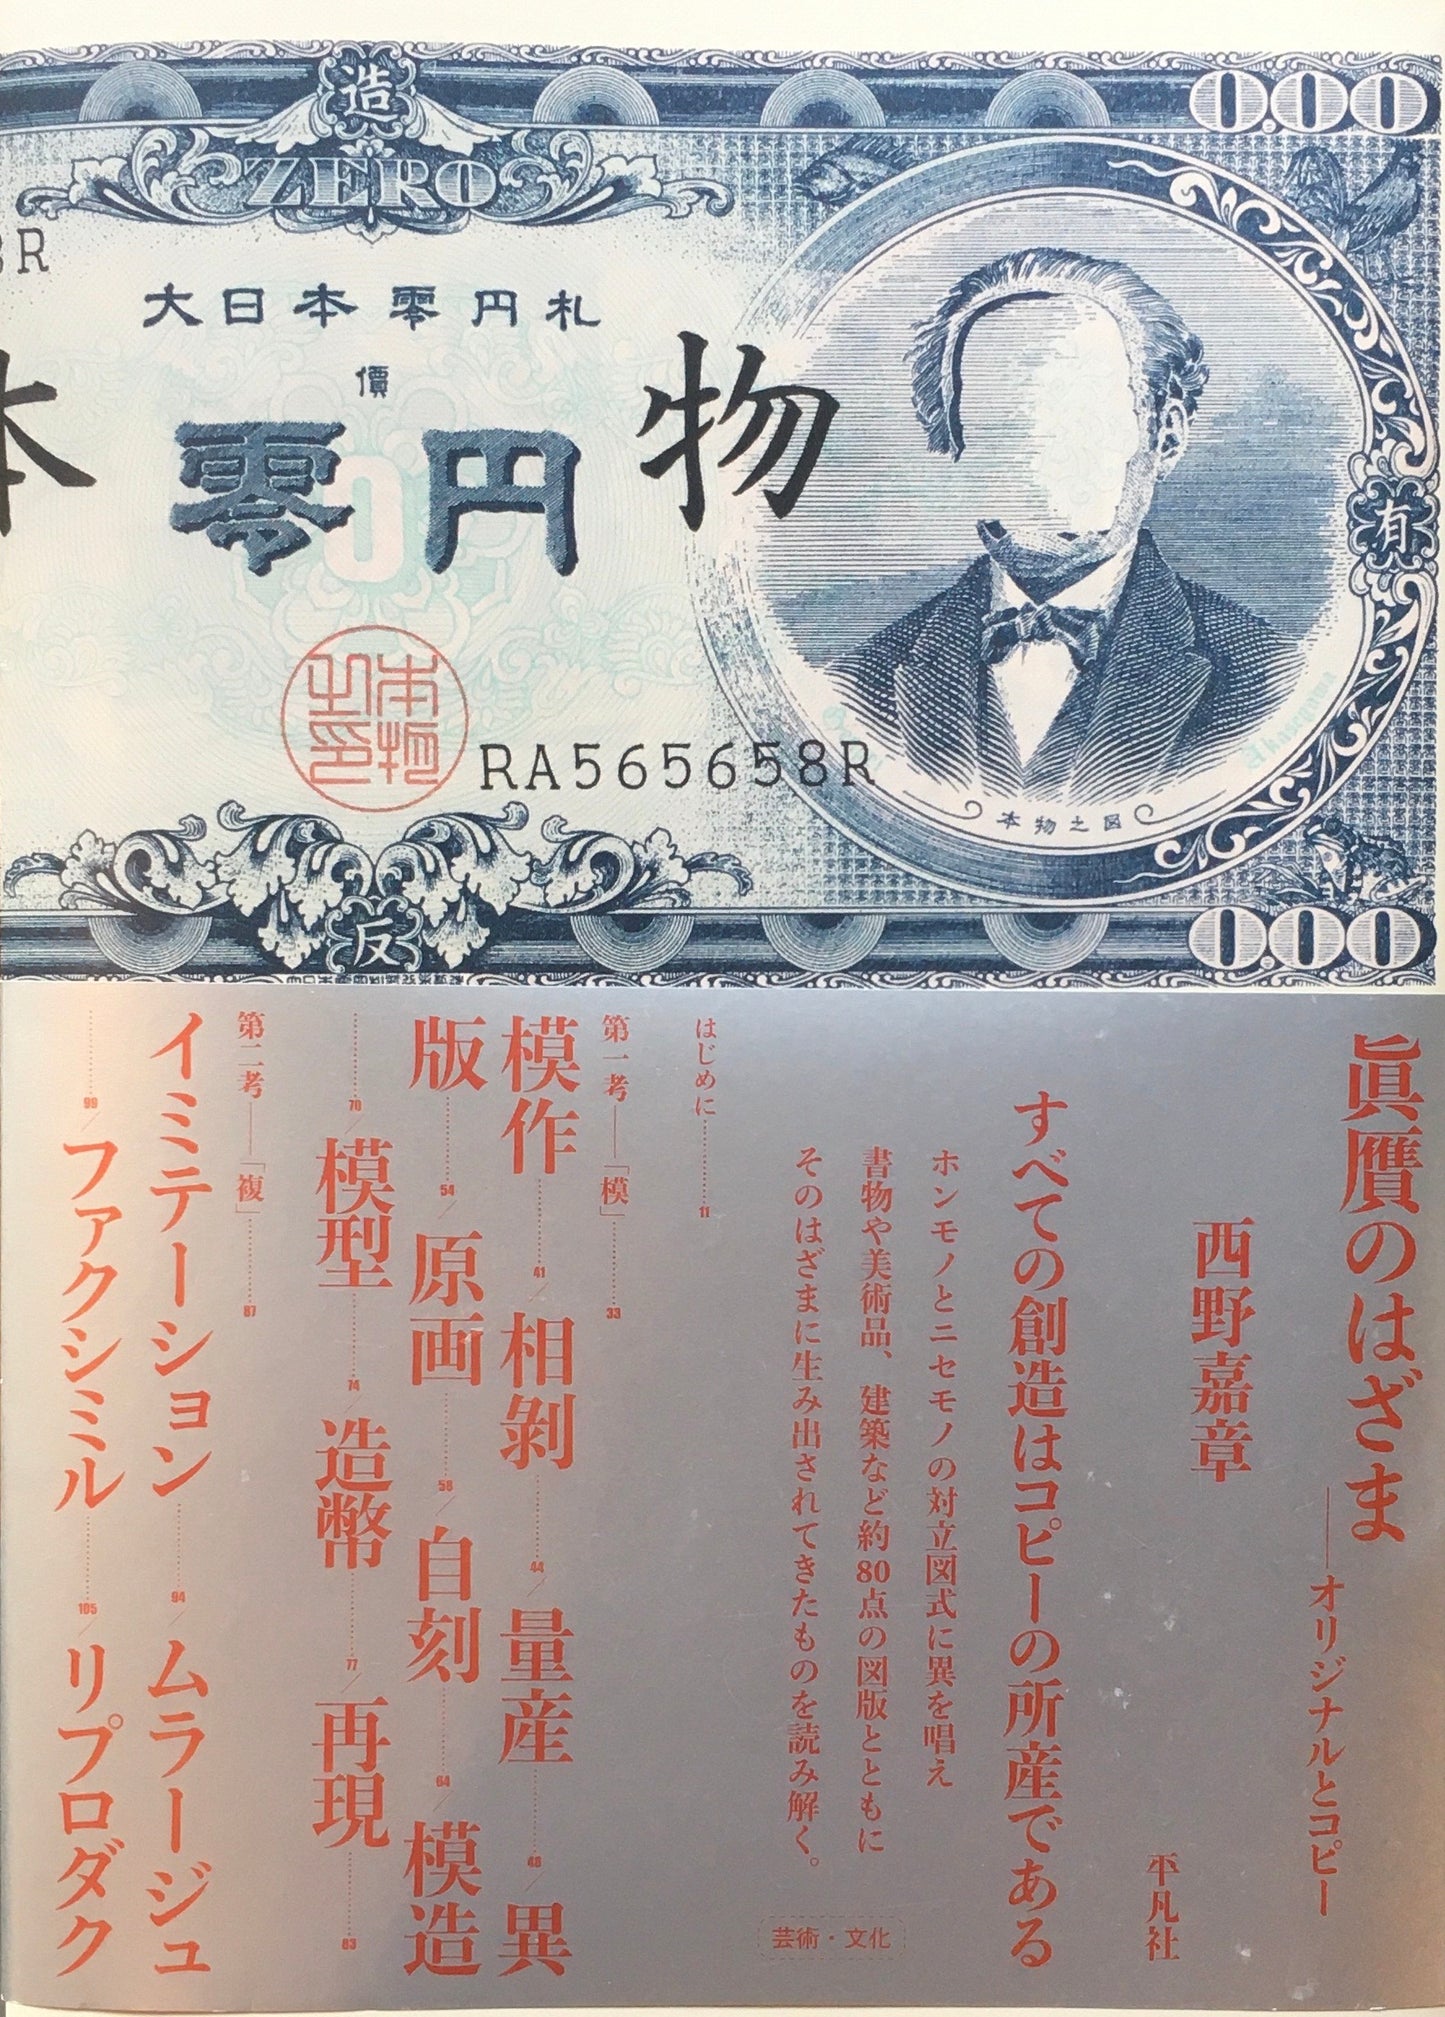 造
0.00
ZERO
8R
大日本零円札
價
本
物
零円
有
本物之印
RA565658R
Akasegawa
本物之図
反
0.00
眞贋のはざま
――オリジナルとコピー
西野嘉章
平凡社
すべての創造はコピーの所産である
ホンモノとニセモノの対立図式に異を唱え
書物や美術品、建築など約80点の図版とともに
そのはざまに生み出されてきたものを読み解く。
芸術・文化
はじめに…………11
第一考――「模」…………33
模作…………41/相剝…………44/量産…………48/異
版…………54/原画…………58/自刻…………64/模造
…………70/模型…………74/造幣…………77/再現…………83
第二考――「複」…………87
イミテーション…………94/ムラージュ
…………99/ファクシミル…………105/リプロダク